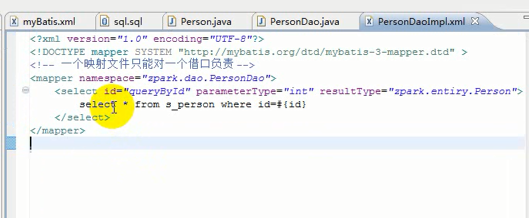 myBatis.xml
sql.sql
Person.java
PersonDao.java
PersonDaoImpl.xml
<?xml version="1.0" encoding="UTF-8"?>
<!DOCTYPE mapper SYSTEM "http://mybatis.org/dtd/mybatis-3-mapper.dtd" >
<!-- 一个映射文件只能对一个借口负责 -->
<mapper namespace="zpark.dao.PersonDao">
<select id="queryById" parameterType="int" resultType="zpark.entiry.Person">
select * from s_person where id=#{id}
</select>
</mapper>